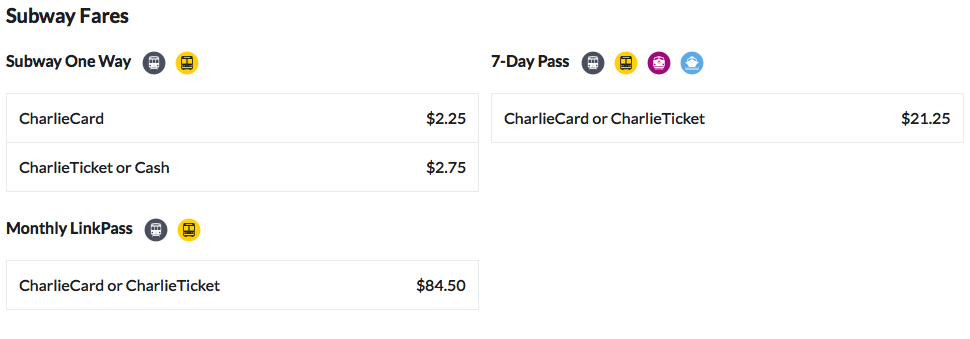 Subway Fares
Subway One Way
CharlieCard $2.25
CharlieTicket or Cash $2.75
Monthly LinkPass
CharlieCard or CharlieTicket $84.50
7-Day Pass
CharlieCard or CharlieTicket $21.25